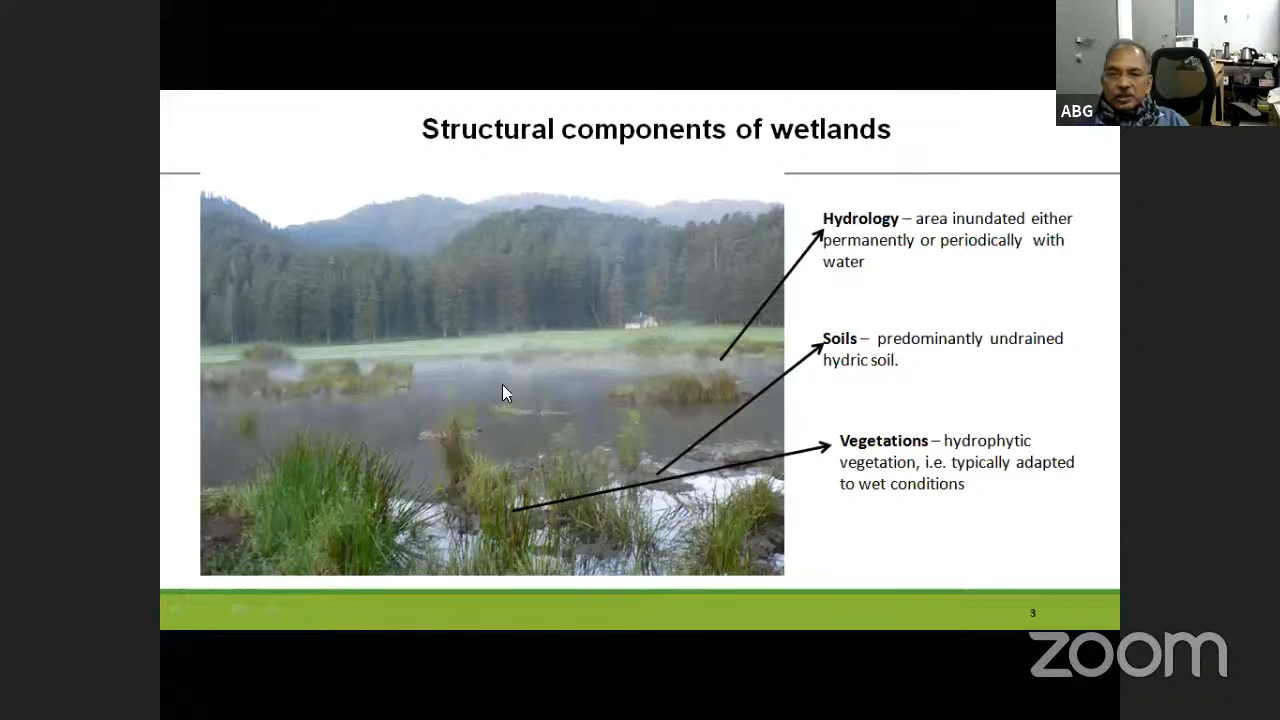 ABG
Structural components of wetlands
Hydrology – area inundated either
permanently or periodically with
water
Soils – predominantly undrained
hydric soil.
Vegetations – hydrophytic
vegetation, i.e. typically adapted
to wet conditions
3
zoom